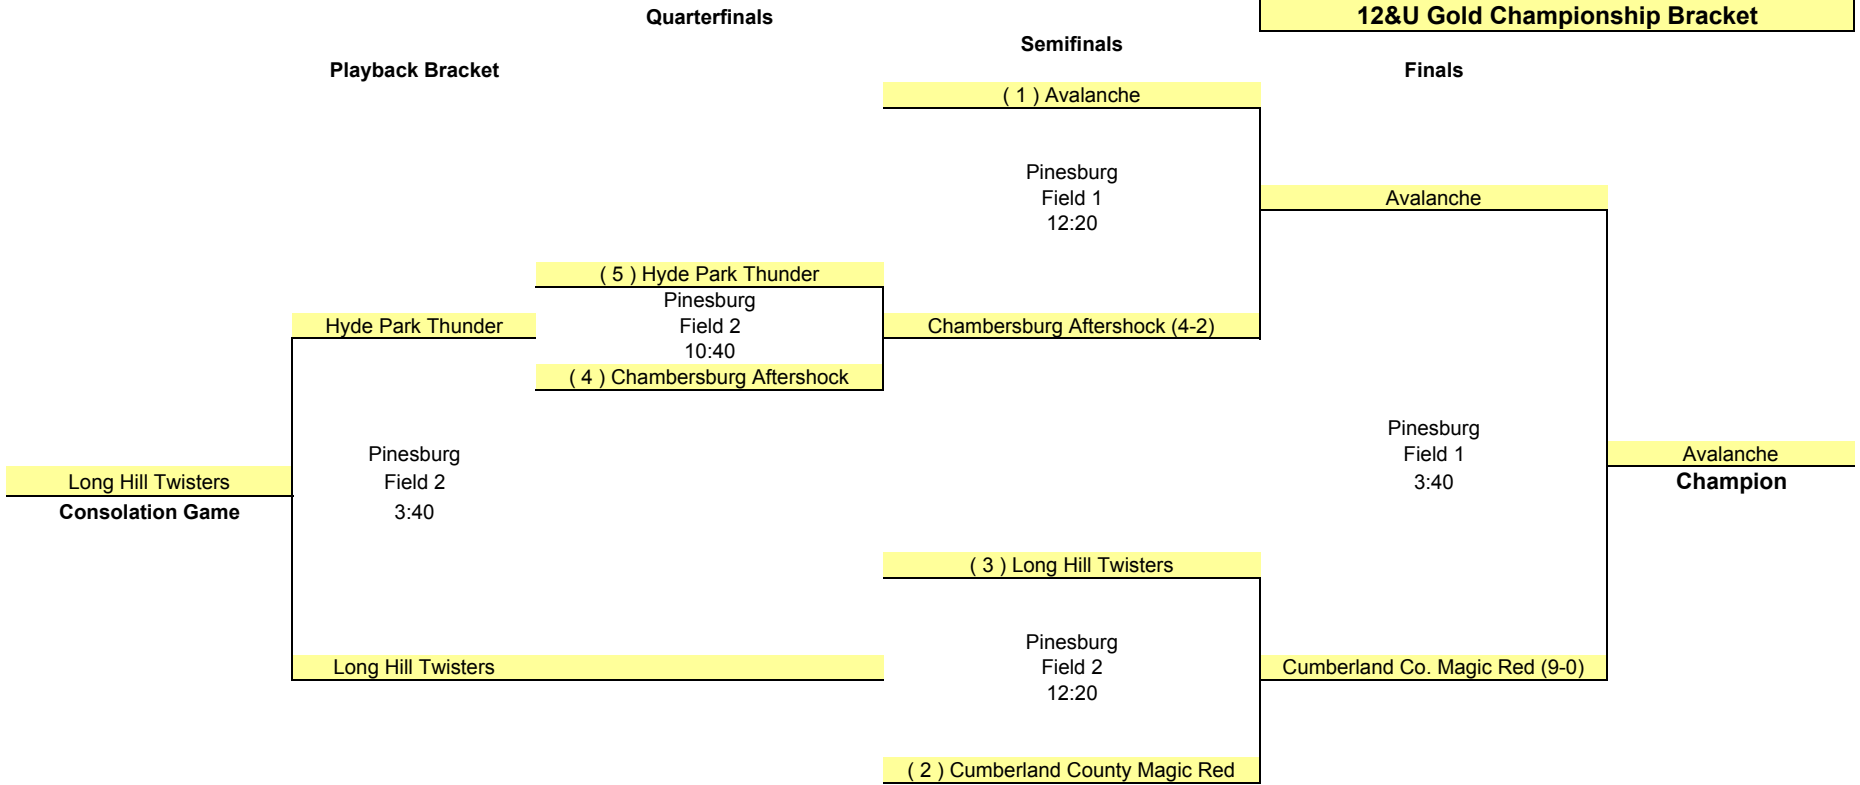 Quarterfinals
12&U Gold Championship Bracket
Semifinals
Playback Bracket
Finals
( 1 ) Avalanche
Pinesburg
Field 1
12:20
Avalanche
( 5 ) Hyde Park Thunder
Pinesburg
Field 2
10:40
Hyde Park Thunder
Chambersburg Aftershock (4-2)
( 4 ) Chambersburg Aftershock
Pinesburg
Field 2
3:40
Long Hill Twisters
Consolation Game
Pinesburg
Field 1
3:40
Avalanche
Champion
( 3 ) Long Hill Twisters
Pinesburg
Field 2
12:20
Long Hill Twisters
Cumberland Co. Magic Red (9-0)
( 2 ) Cumberland County Magic Red